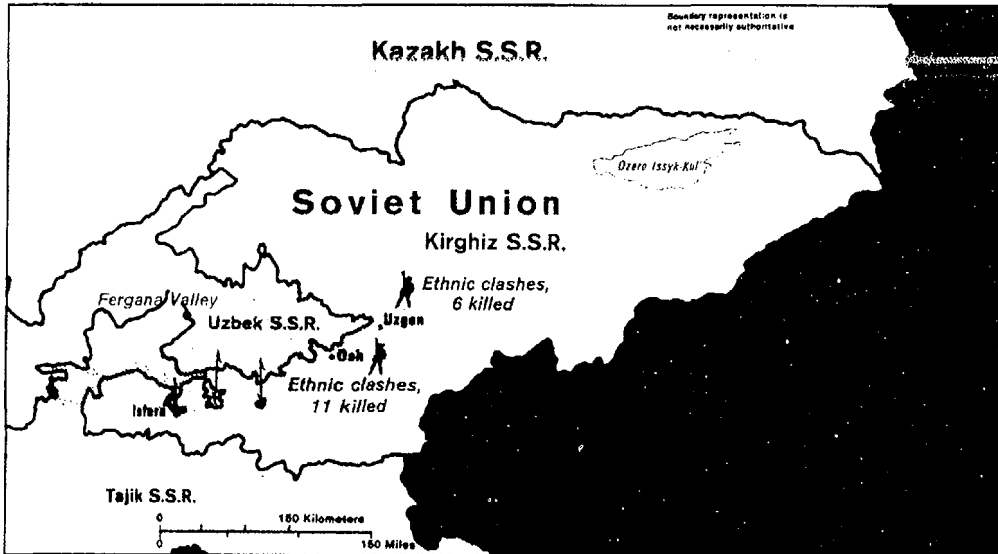 Boundary representation is
not necessarily authoritative
Kazakh S.S.R.
Ozero Issyk-Kul'
Soviet Union
Kirghiz S.S.R.
Ethnic clashes,
6 killed
Fergana Valley
Uzbek S.S.R.
Uzgen
Osh
Ethnic clashes,
11 killed
Isfara
Tajik S.S.R.
0 150 Kilometers
0 150 Miles